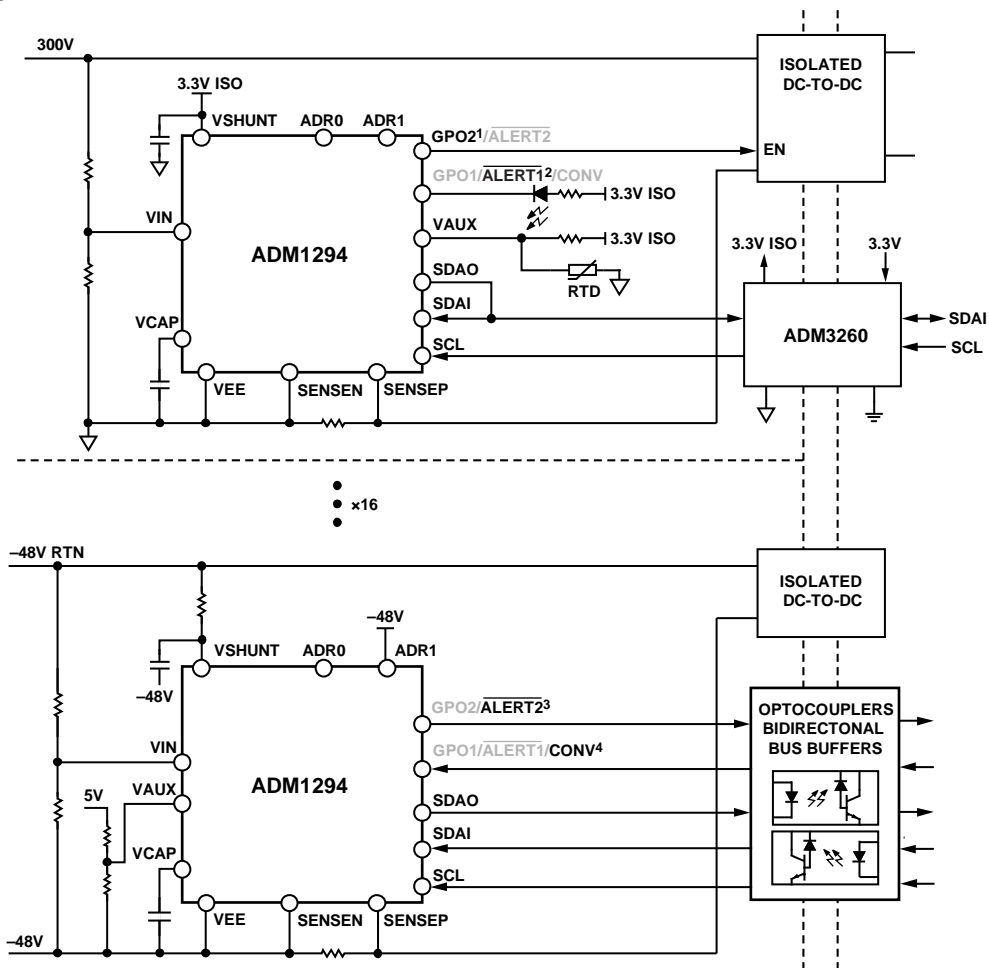 300V
ISOLATED
DC-TO-DC
3.3V ISO
VSHUNT ADR0 ADR1
GPO2¹/ALERT2
EN
GPO1/ALERT1²/CONV
3.3V ISO
VIN
VAUX
3.3V ISO
3.3V ISO 3.3V
ADM1294
SDAO
RTD
SDAI
ADM3260
SDAI
VCAP
SCL
SCL
VEE SENSEN SENSEP
×16
–48V RTN
ISOLATED
DC-TO-DC
–48V
VSHUNT ADR0 ADR1
–48V
GPO2/ALERT2³
OPTOCOUPLERS
BIDIRECTONAL
BUS BUFFERS
VIN
GPO1/ALERT1/CONV⁴
ADM1294
5V
VAUX
SDAO
SDAI
VCAP
SCL
VEE SENSEN SENSEP
–48V